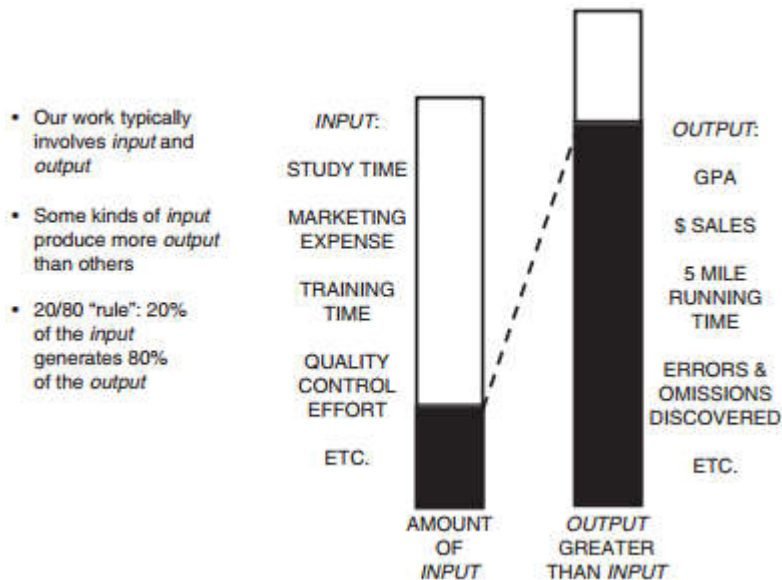 • Our work typically
involves input and
output
• Some kinds of input
produce more output
than others
• 20/80 “rule”: 20%
of the input
generates 80%
of the output
INPUT:
STUDY TIME
MARKETING
EXPENSE
TRAINING
TIME
QUALITY
CONTROL
EFFORT
ETC.
AMOUNT
OF
INPUT
OUTPUT
GREATER
THAN INPUT
OUTPUT:
GPA
$ SALES
5 MILE
RUNNING
TIME
ERRORS &
OMISSIONS
DISCOVERED
ETC.